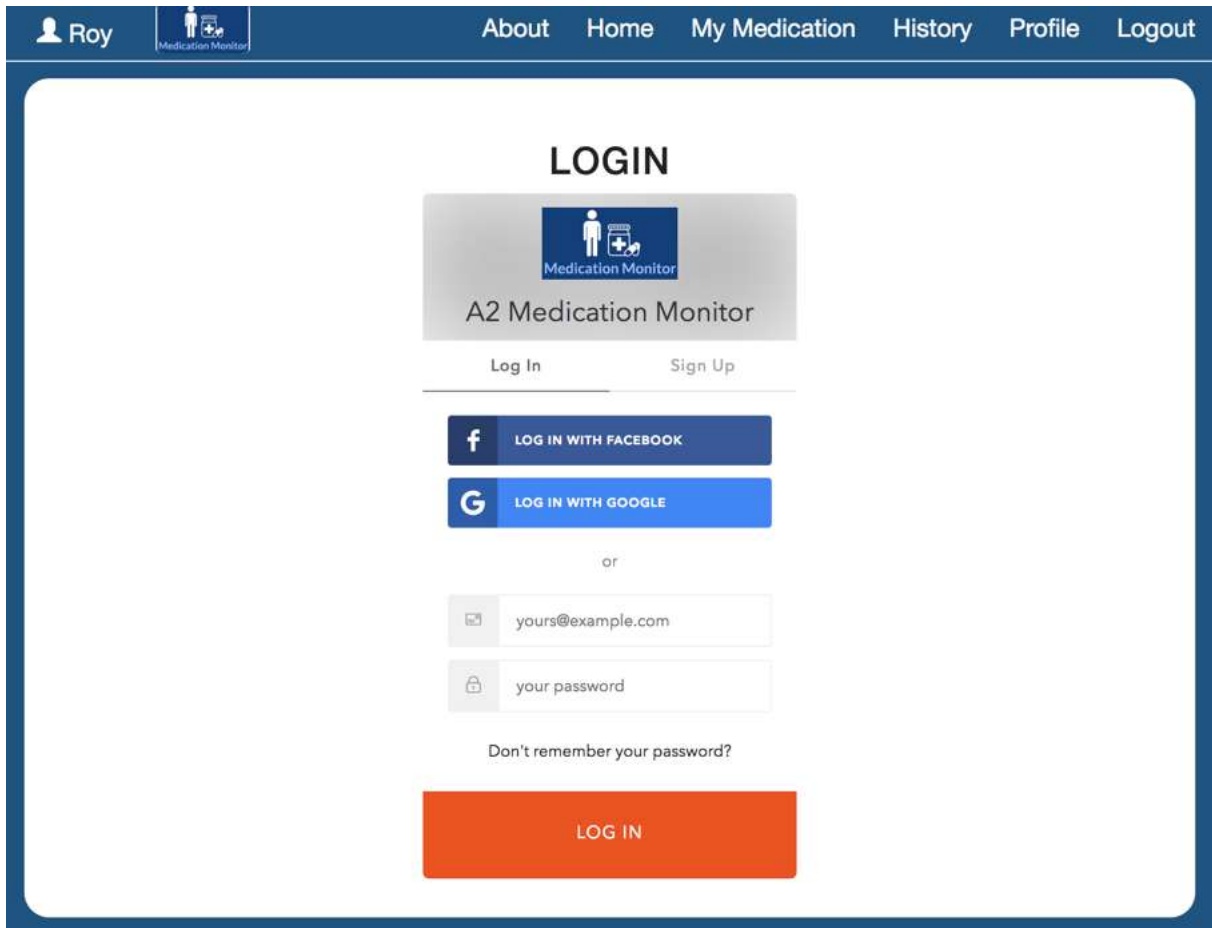 Roy
Medication Monitor
About Home My Medication History Profile Logout
LOGIN
Medication Monitor
A2 Medication Monitor
Log In Sign Up
f LOG IN WITH FACEBOOK
G LOG IN WITH GOOGLE
or
yours@example.com
your password
Don't remember your password?
LOG IN